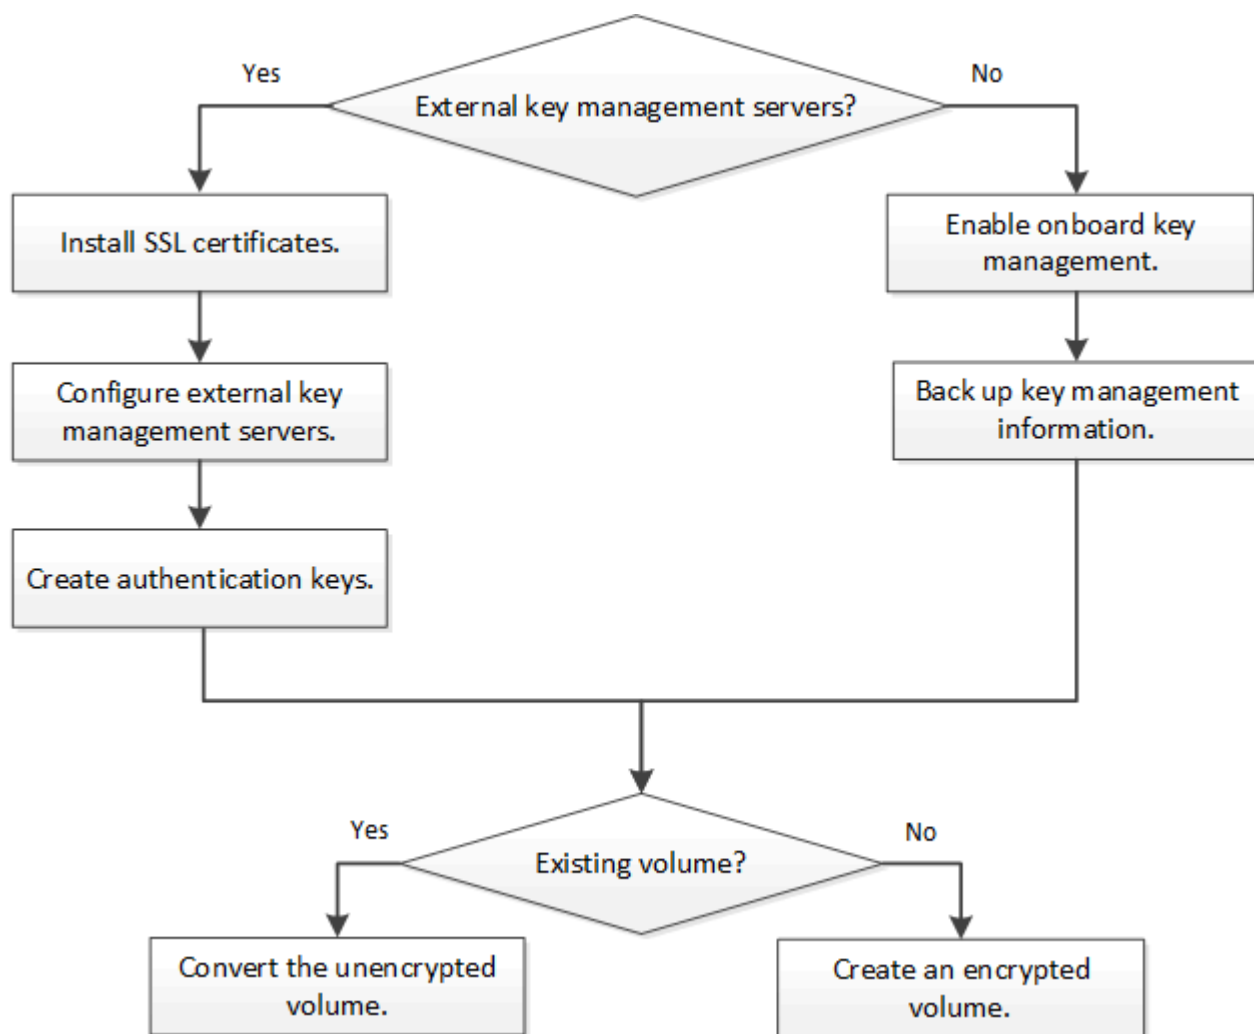 Yes
No
External key management servers?
Install SSL certificates.
Enable onboard key
management.
Configure external key
management servers.
Back up key management
information.
Create authentication keys.
Yes
No
Existing volume?
Convert the unencrypted
volume.
Create an encrypted
volume.